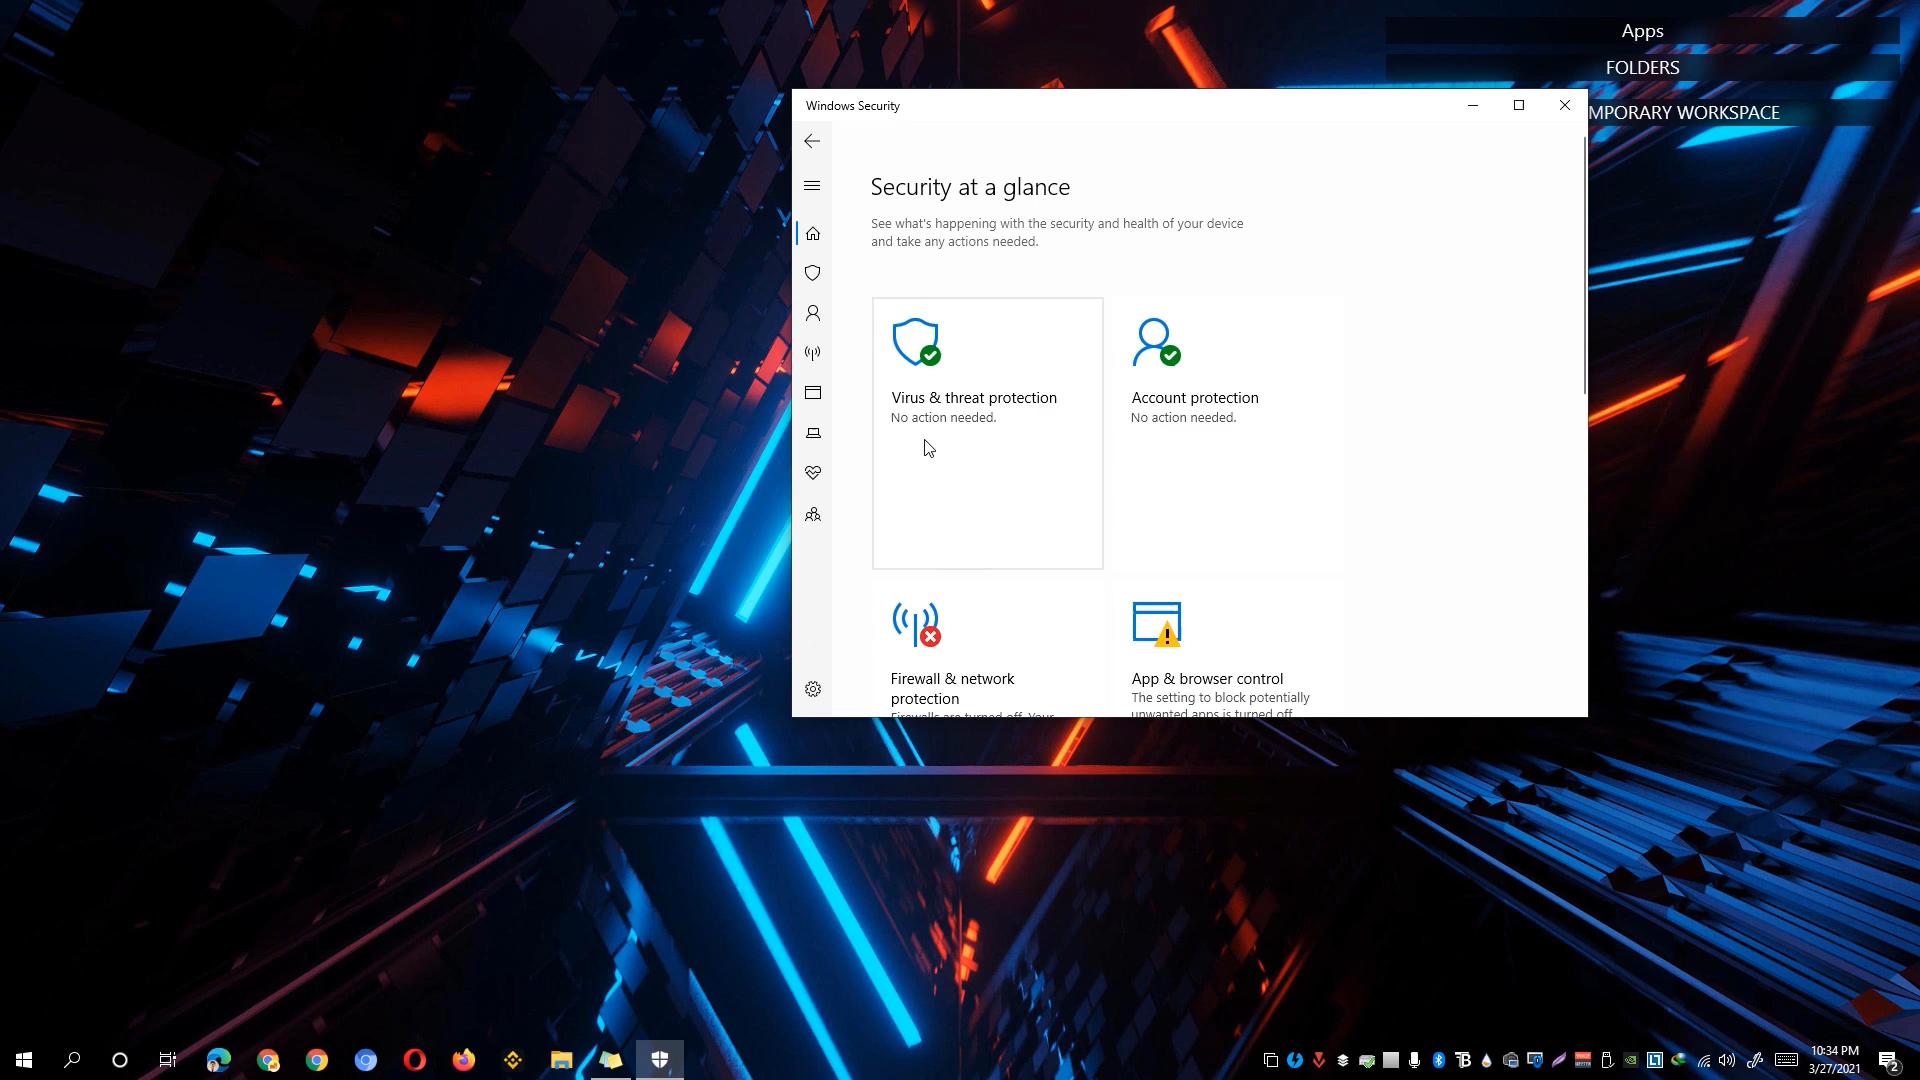 Apps
FOLDERS
MPORARY WORKSPACE
Windows Security
Security at a glance
See what's happening with the security and health of your device
and take any actions needed.
Virus & threat protection
No action needed.
Account protection
No action needed.
Firewall & network
protection
Firewalls are turned off. Your
App & browser control
The setting to block potentially
unwanted apps is turned off.
10:34 PM
3/27/2021
2